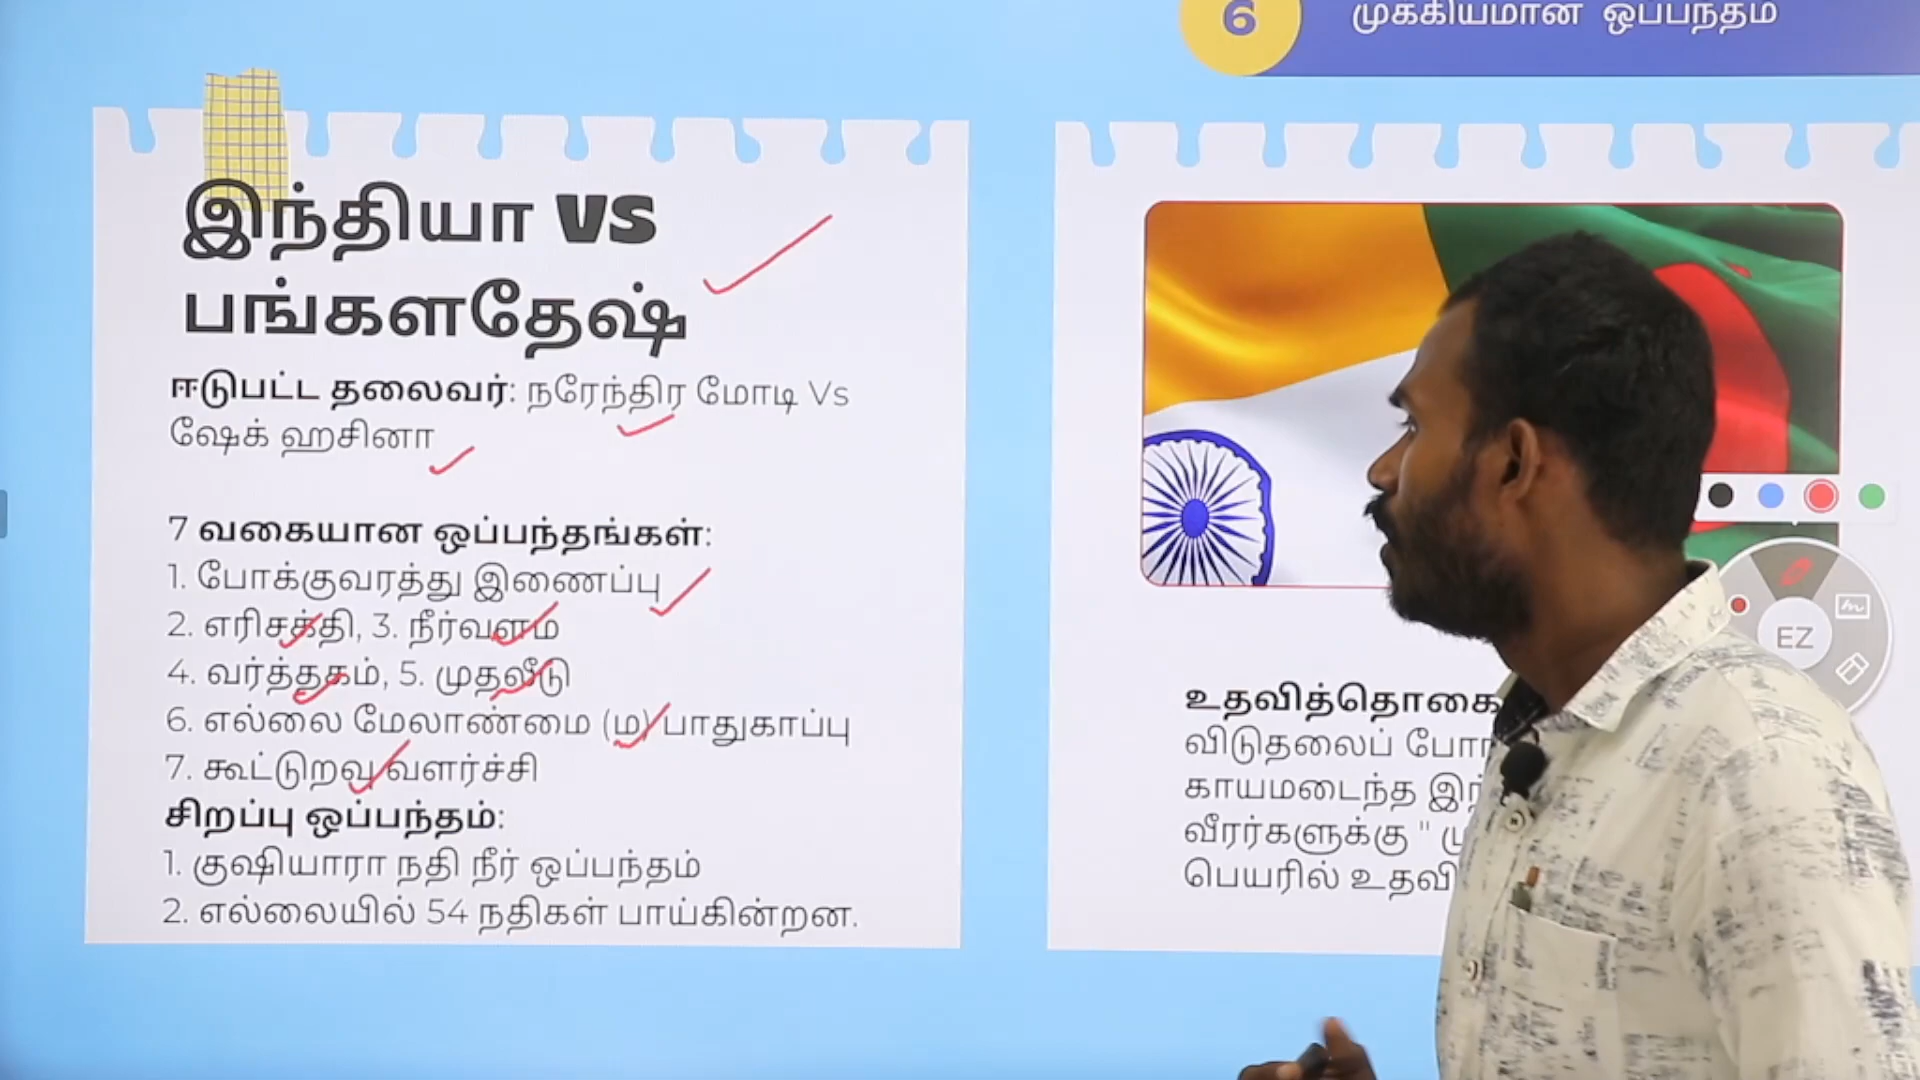 6
முக்கியமான ஒப்பந்தம்
இந்தியா VS
பங்களதேஷ்
ஈடுபட்ட தலைவர்: நரேந்திர மோடி Vs
ஷேக் ஹசினா
7 வகையான ஒப்பந்தங்கள்:
1. போக்குவரத்து இணைப்பு
2. எரிசக்தி, 3. நீர்வளம்
4. வர்த்தகம், 5. முதலீடு
6. எல்லை மேலாண்மை (ம) பாதுகாப்பு
7. கூட்டுறவு வளர்ச்சி
சிறப்பு ஒப்பந்தம்:
1. குஷியாரா நதி நீர் ஒப்பந்தம்
2. எல்லையில் 54 நதிகள் பாய்கின்றன.
உதவித்தொகை
விடுதலைப்
காயமடைந்த
வீரர்களுக்கு "
பெயரில்
EZ